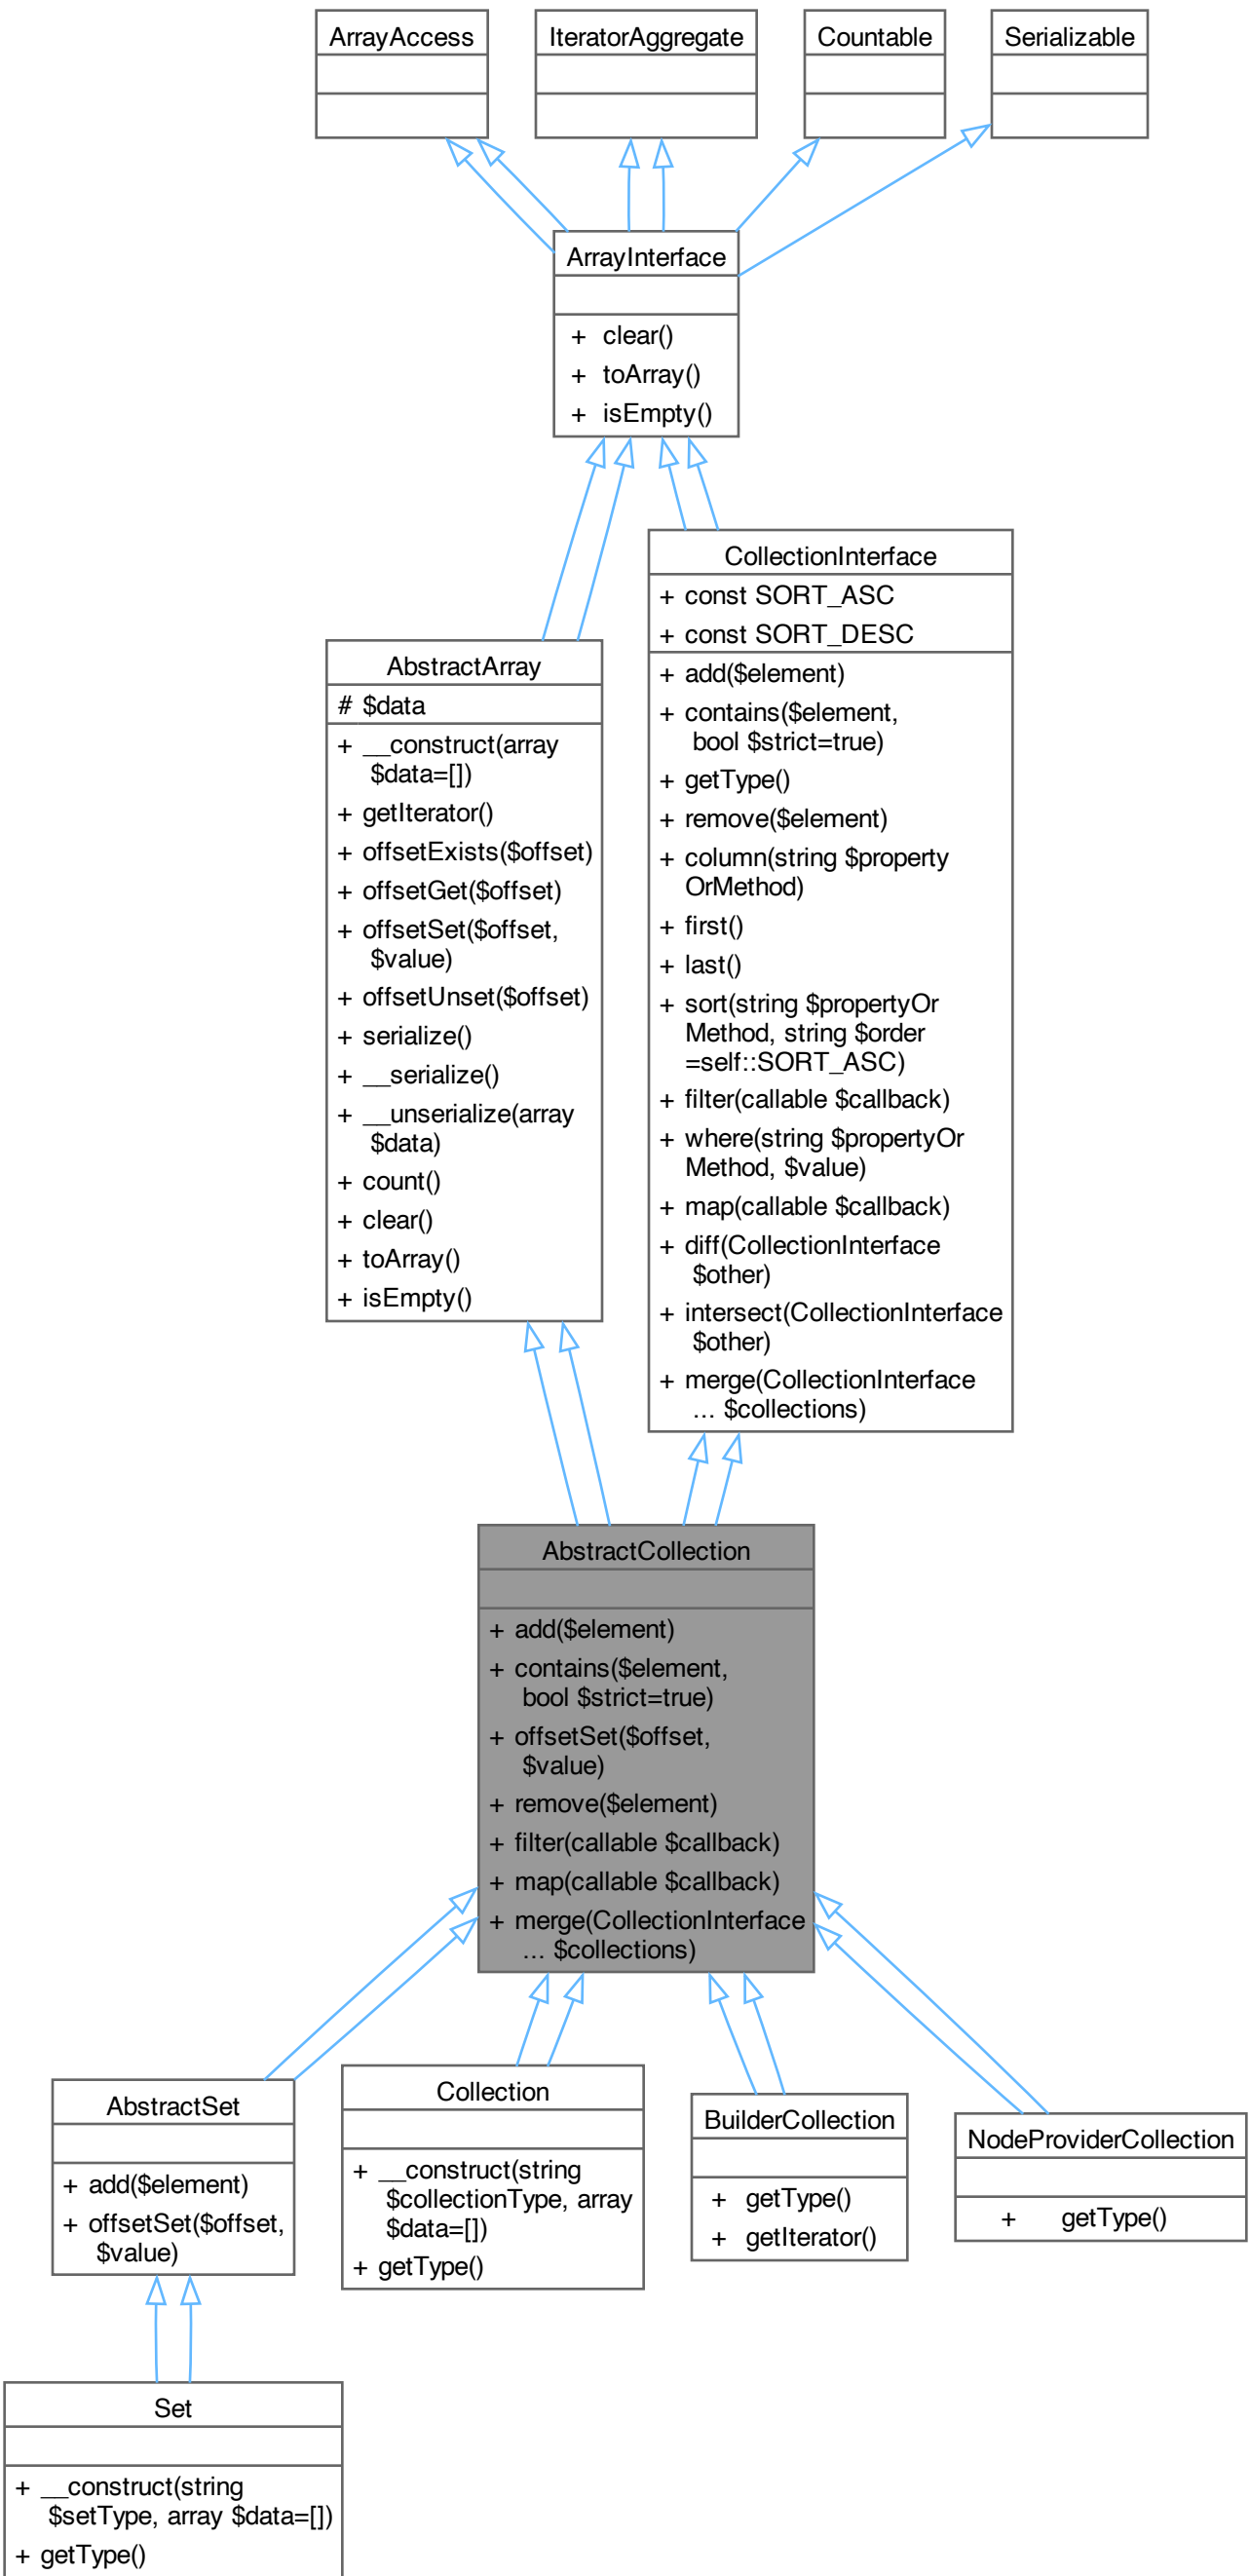 ArrayAccess
IteratorAggregate
Countable
Serializable
ArrayInterface
+ clear()
+ toArray()
+ isEmpty()
CollectionInterface
+ const SORT_ASC
+ const SORT_DESC
+ add($element)
+ contains($element,
bool $strict=true)
+ getType()
+ remove($element)
+ column(string $property
OrMethod)
+ first()
+ last()
+ sort(string $propertyOr
Method, string $order
=self::SORT_ASC)
+ filter(callable $callback)
+ where(string $propertyOr
Method, $value)
+ map(callable $callback)
+ diff(CollectionInterface
$other)
+ intersect(CollectionInterface
$other)
+ merge(CollectionInterface
... $collections)
AbstractArray
# $data
+ __construct(array
$data=[])
+ getIterator()
+ offsetExists($offset)
+ offsetGet($offset)
+ offsetSet($offset,
$value)
+ offsetUnset($offset)
+ serialize()
+ __serialize()
+ __unserialize(array
$data)
+ count()
+ clear()
+ toArray()
+ isEmpty()
AbstractCollection
+ add($element)
+ contains($element,
bool $strict=true)
+ offsetSet($offset,
$value)
+ remove($element)
+ filter(callable $callback)
+ map(callable $callback)
+ merge(CollectionInterface
... $collections)
AbstractSet
+ add($element)
+ offsetSet($offset,
$value)
Collection
+ __construct(string
$collectionType, array
$data=[])
+ getType()
BuilderCollection
+ getType()
+ getIterator()
NodeProviderCollection
+ getType()
Set
+ __construct(string
$setType, array $data=[])
+ getType()